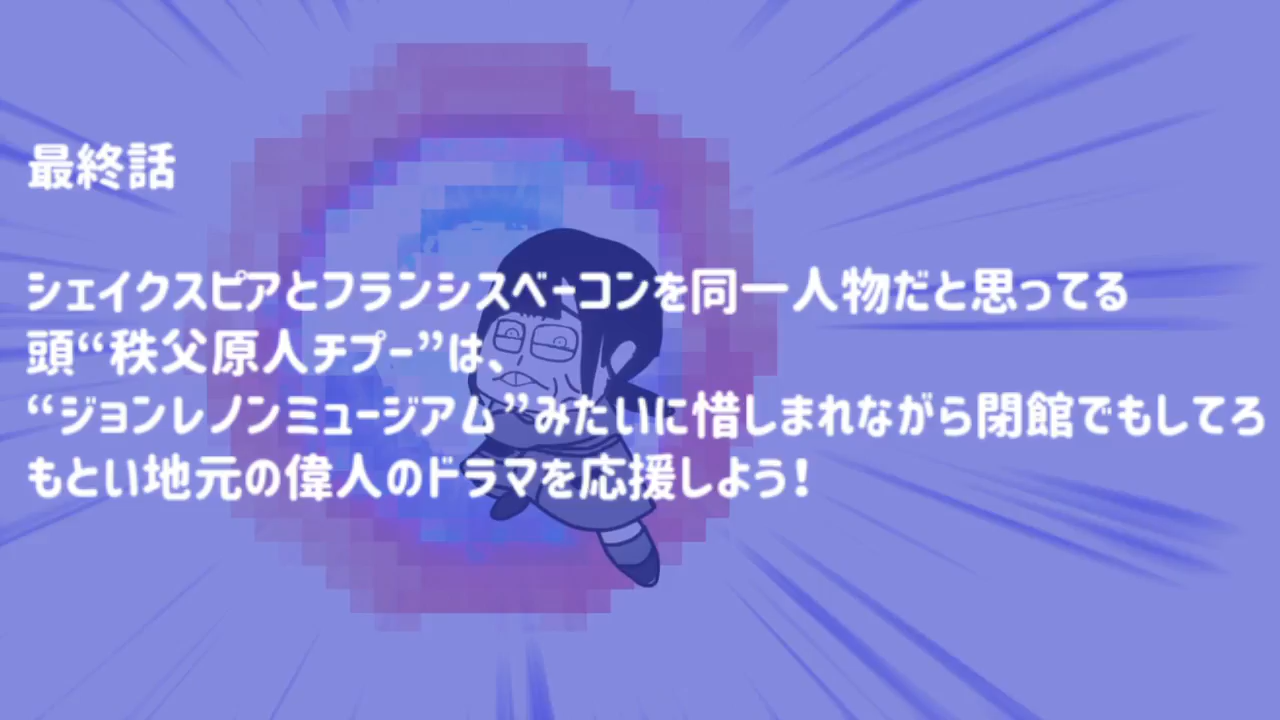 最終話
シェイクスピアとフランシスベーコンを同一人物だと思ってる
頭“秩父原人チプー”は、
“ジョンレノンミュージアム”みたいに惜しまれながら閉館でもしてろ
もとい地元の偉人のドラマを応援しよう!